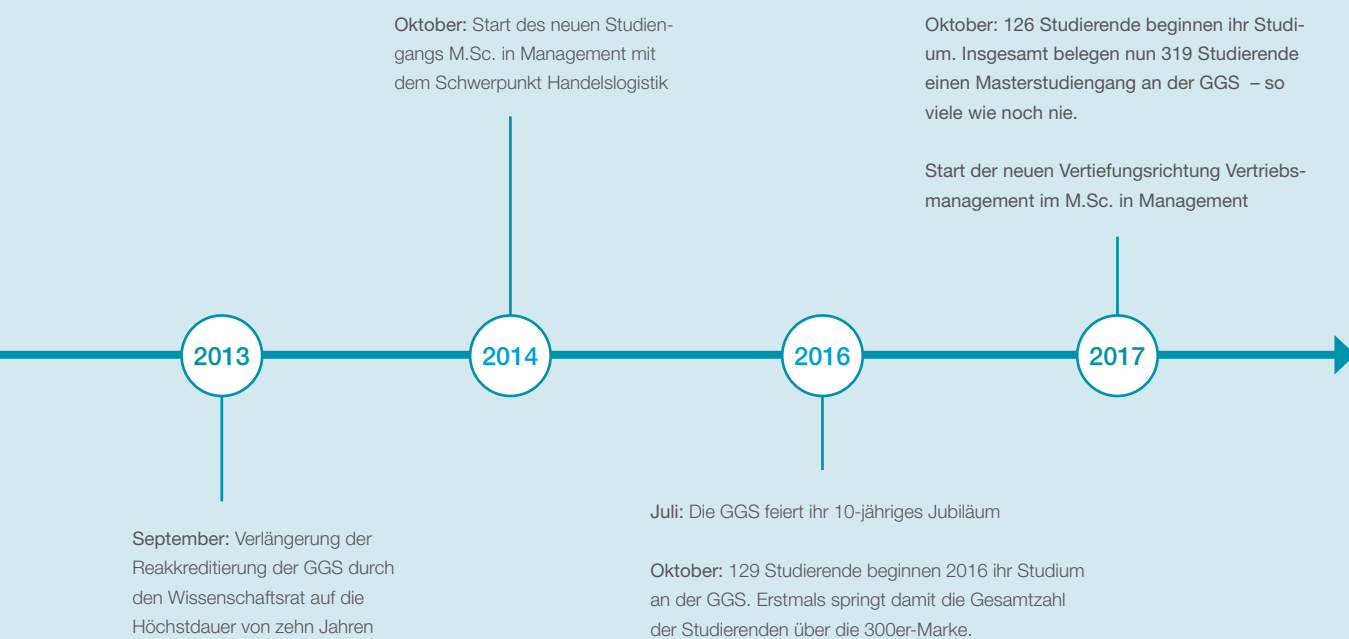 Oktober: Start des neuen Studien-
gangs M.Sc. in Management mit
dem Schwerpunkt Handelslogistik
Oktober: 126 Studierende beginnen ihr Studi-
um. Insgesamt belegen nun 319 Studierende
einen Masterstudiengang an der GGS – so
viele wie noch nie.
Start der neuen Vertiefungsrichtung Vertriebs-
management im M.Sc. in Management
2013
2014
2016
2017
September: Verlängerung der
Reakkreditierung der GGS durch
den Wissenschaftsrat auf die
Höchstdauer von zehn Jahren
Juli: Die GGS feiert ihr 10-jähriges Jubiläum
Oktober: 129 Studierende beginnen 2016 ihr Studium
an der GGS. Erstmals springt damit die Gesamtzahl
der Studierenden über die 300er-Marke.